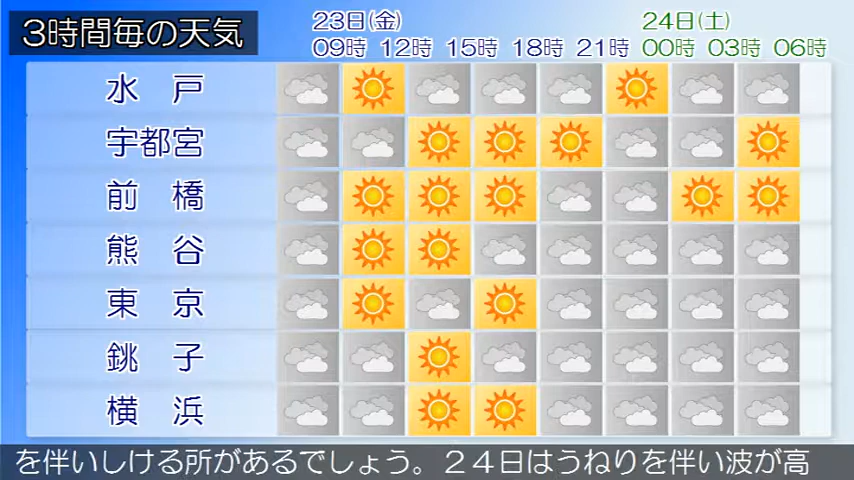 3時間毎の天気
23日(金) 24日(土)
09時 12時 15時 18時 21時 00時 03時 06時
水 戸
宇都宮
前 橋
熊 谷
東 京
銚 子
横 浜
を伴いしける所があるでしょう。２４日はうねりを伴い波が高